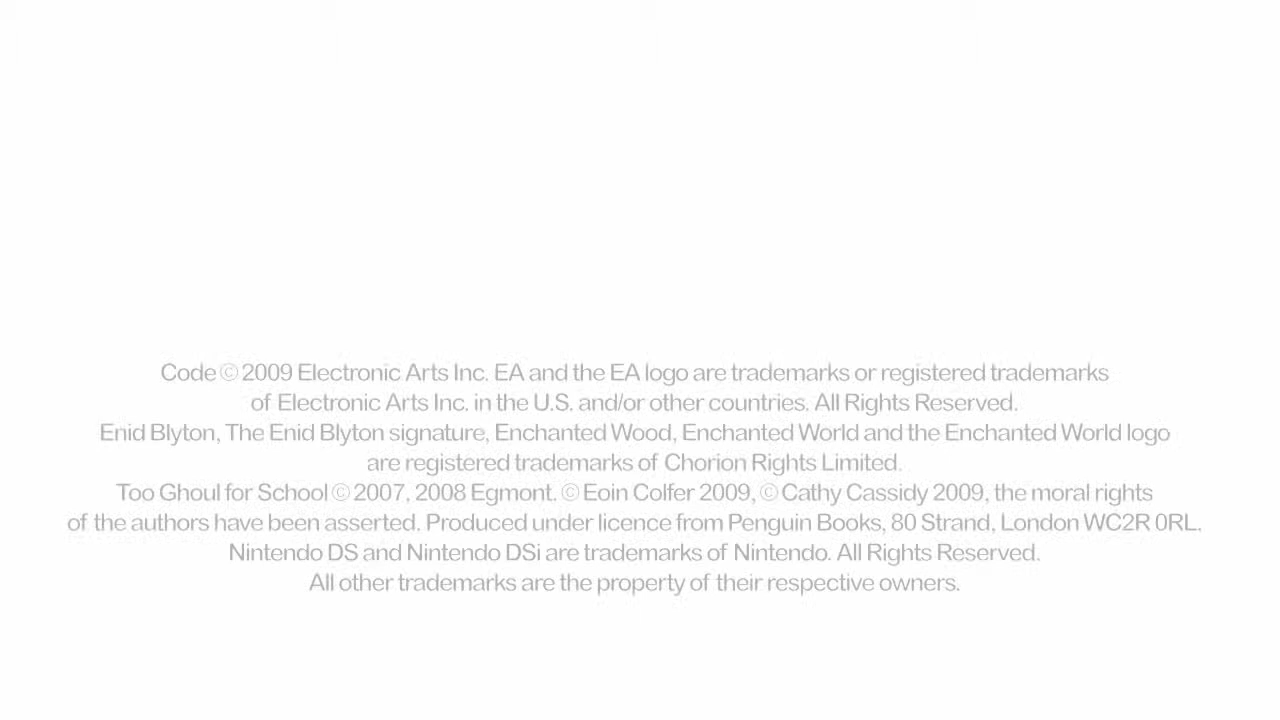 Code © 2009 Electronic Arts Inc. EA and the EA logo are trademarks or registered trademarks
of Electronic Arts Inc. in the U.S. and/or other countries. All Rights Reserved.
Enid Blyton, The Enid Blyton signature, Enchanted Wood, Enchanted World and the Enchanted World logo
are registered trademarks of Chorion Rights Limited.
Too Ghoul for School © 2007, 2008 Egmont. © Eoin Colfer 2009, © Cathy Cassidy 2009, the moral rights
of the authors have been asserted. Produced under licence from Penguin Books, 80 Strand, London WC2R 0RL.
Nintendo DS and Nintendo DSi are trademarks of Nintendo. All Rights Reserved.
All other trademarks are the property of their respective owners.